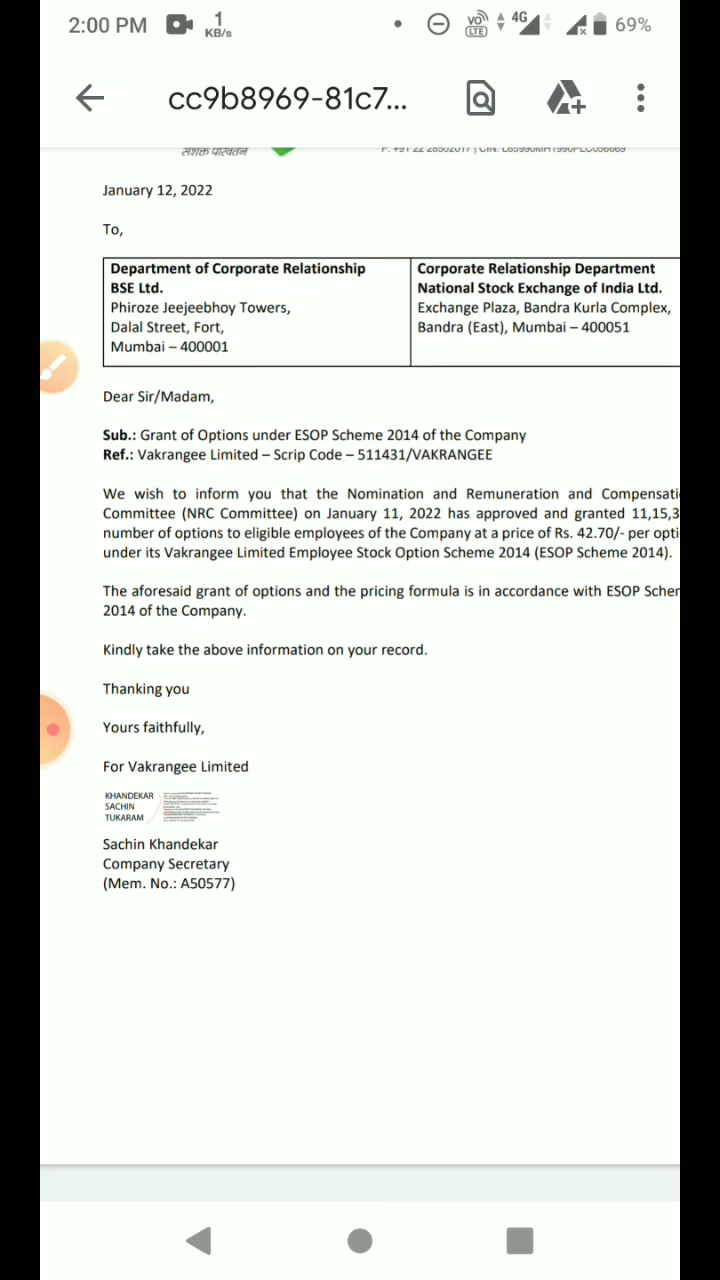 2:00 PM 1 KB/s VO LTE 4G 69%
cc9b8969-81c7...
सशक्त परिवर्तन
January 12, 2022
To,
Department of Corporate Relationship
BSE Ltd.
Phiroze Jeejeebhoy Towers,
Dalal Street, Fort,
Mumbai – 400001
Corporate Relationship Department
National Stock Exchange of India Ltd.
Exchange Plaza, Bandra Kurla Complex,
Bandra (East), Mumbai – 400051
Dear Sir/Madam,
Sub.: Grant of Options under ESOP Scheme 2014 of the Company
Ref.: Vakrangee Limited – Scrip Code – 511431/VAKRANGEE
We wish to inform you that the Nomination and Remuneration and Compensati
Committee (NRC Committee) on January 11, 2022 has approved and granted 11,15,3
number of options to eligible employees of the Company at a price of Rs. 42.70/- per opti
under its Vakrangee Limited Employee Stock Option Scheme 2014 (ESOP Scheme 2014).
The aforesaid grant of options and the pricing formula is in accordance with ESOP Schem
2014 of the Company.
Kindly take the above information on your record.
Thanking you
Yours faithfully,
For Vakrangee Limited
KHANDEKAR
SACHIN
TUKARAM
Sachin Khandekar
Company Secretary
(Mem. No.: A50577)